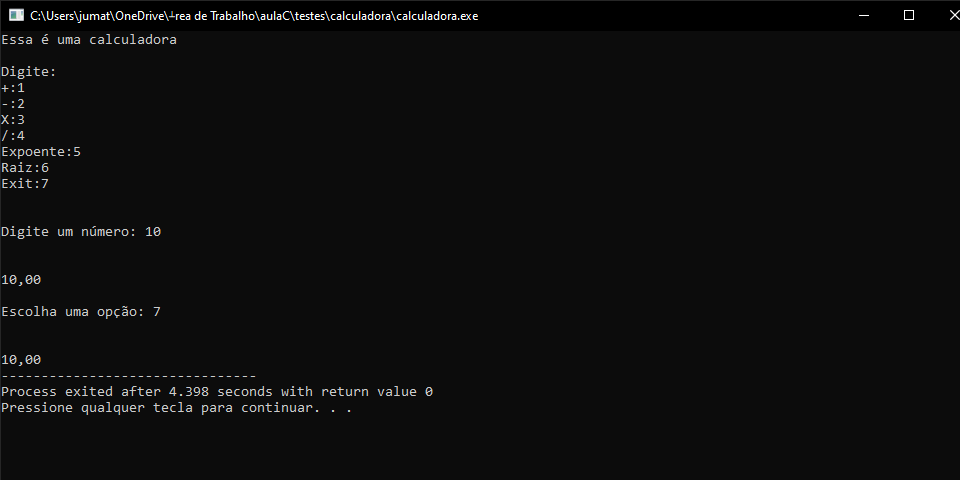 C:\Users\jumat\OneDrive\┴rea de Trabalho\aulaC\testes\calculadora\calculadora.exe
Essa é uma calculadora
Digite:
+:1
-:2
X:3
/:4
Expoente:5
Raiz:6
Exit:7
Digite um número: 10
10,00
Escolha uma opção: 7
10,00
--------------------------------
Process exited after 4.398 seconds with return value 0
Pressione qualquer tecla para continuar. . .